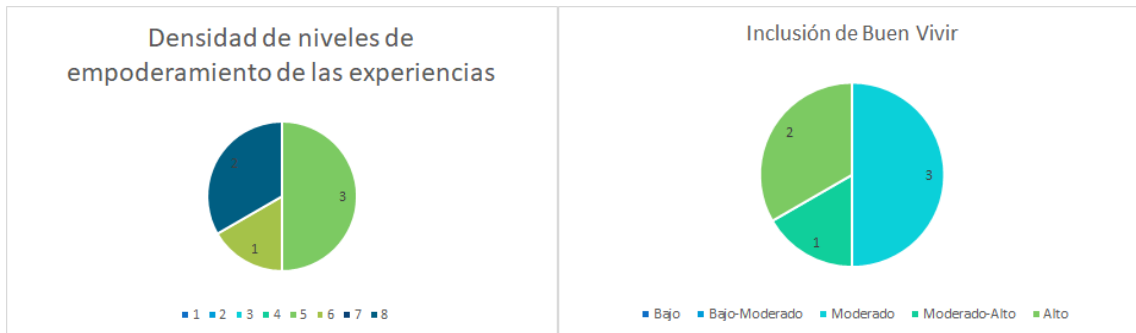 Densidad de niveles de
empoderamiento de las experiencias
2
3
1
1 2 3 4 5 6 7 8
Inclusión de Buen Vivir
2
3
1
Bajo Bajo-Moderado Moderado Moderado-Alto Alto